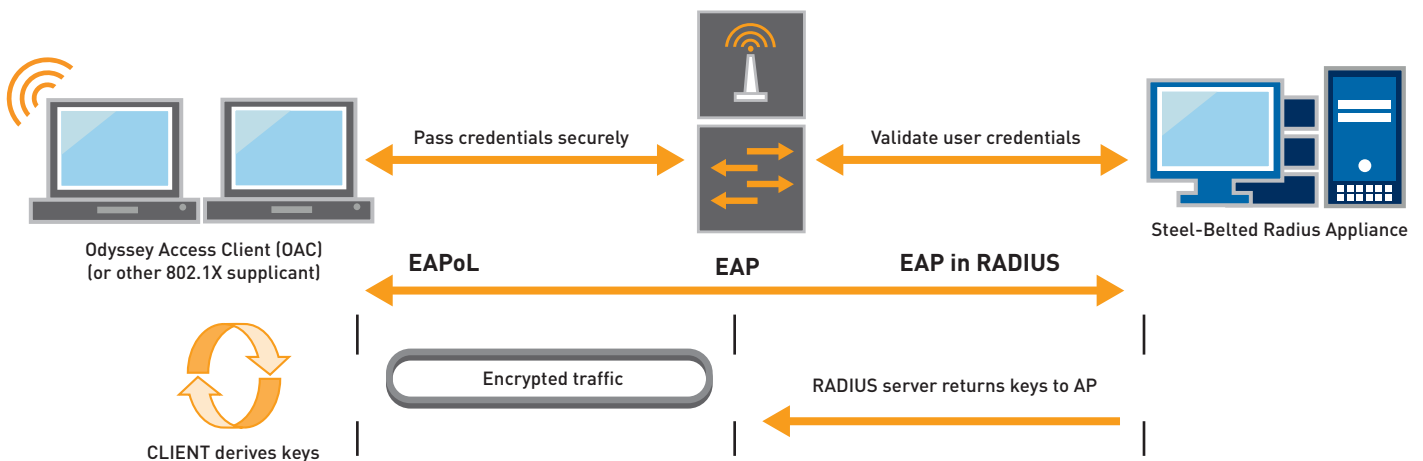 Pass credentials securely
Validate user credentials
Odyssey Access Client (OAC)
(or other 802.1X supplicant)
Steel-Belted Radius Appliance
EAPoL
EAP
EAP in RADIUS
Encrypted traffic
RADIUS server returns keys to AP
CLIENT derives keys